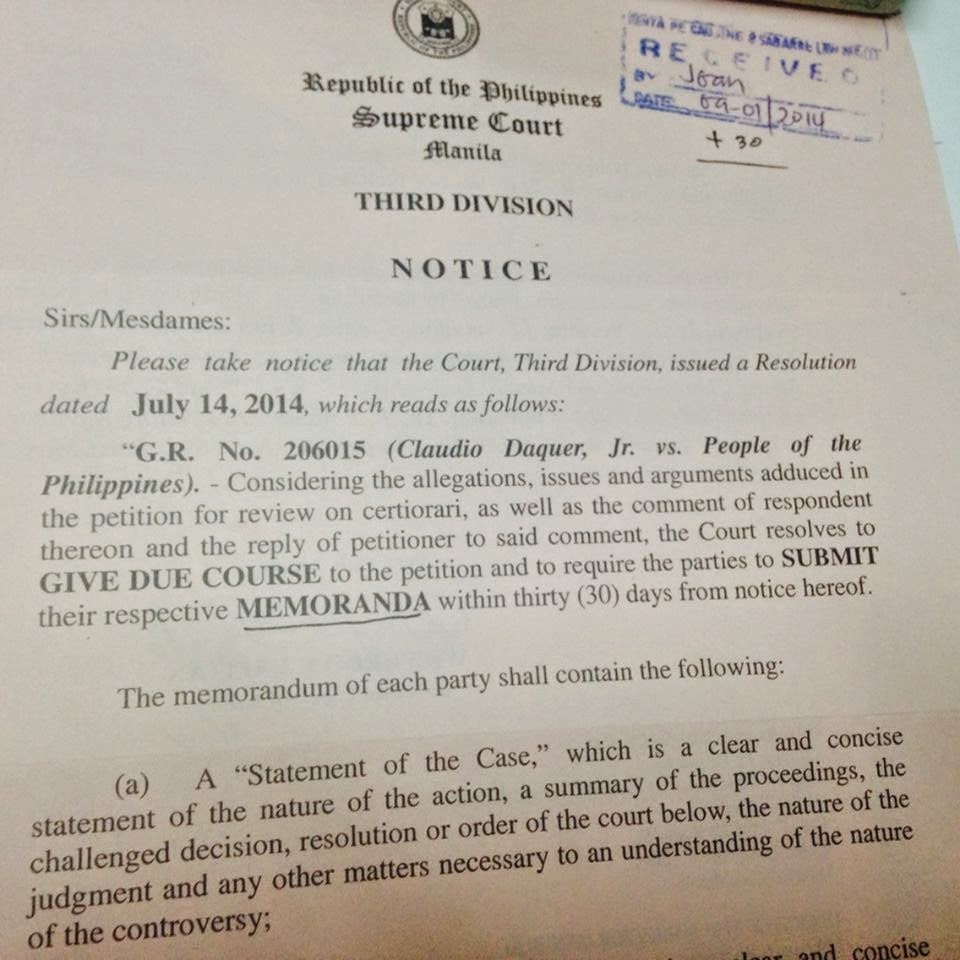 RECEIVED
BY Joan
DATE 09-01/2014
+ 30
Republic of the Philippines
Supreme Court
Manila
THIRD DIVISION
NOTICE
Sirs/Mesdames:
Please take notice that the Court, Third Division, issued a Resolution
dated July 14, 2014, which reads as follows:
“G.R. No. 206015 (Claudio Daquer, Jr. vs. People of the
Philippines). - Considering the allegations, issues and arguments adduced in
the petition for review on certiorari, as well as the comment of respondent
thereon and the reply of petitioner to said comment, the Court resolves to
GIVE DUE COURSE to the petition and to require the parties to SUBMIT
their respective MEMORANDA within thirty (30) days from notice hereof.
The memorandum of each party shall contain the following:
(a) A “Statement of the Case,” which is a clear and concise
statement of the nature of the action, a summary of the proceedings, the
challenged decision, resolution or order of the court below, the nature of the
judgment and any other matters necessary to an understanding of the nature
of the controversy;
clear and concise